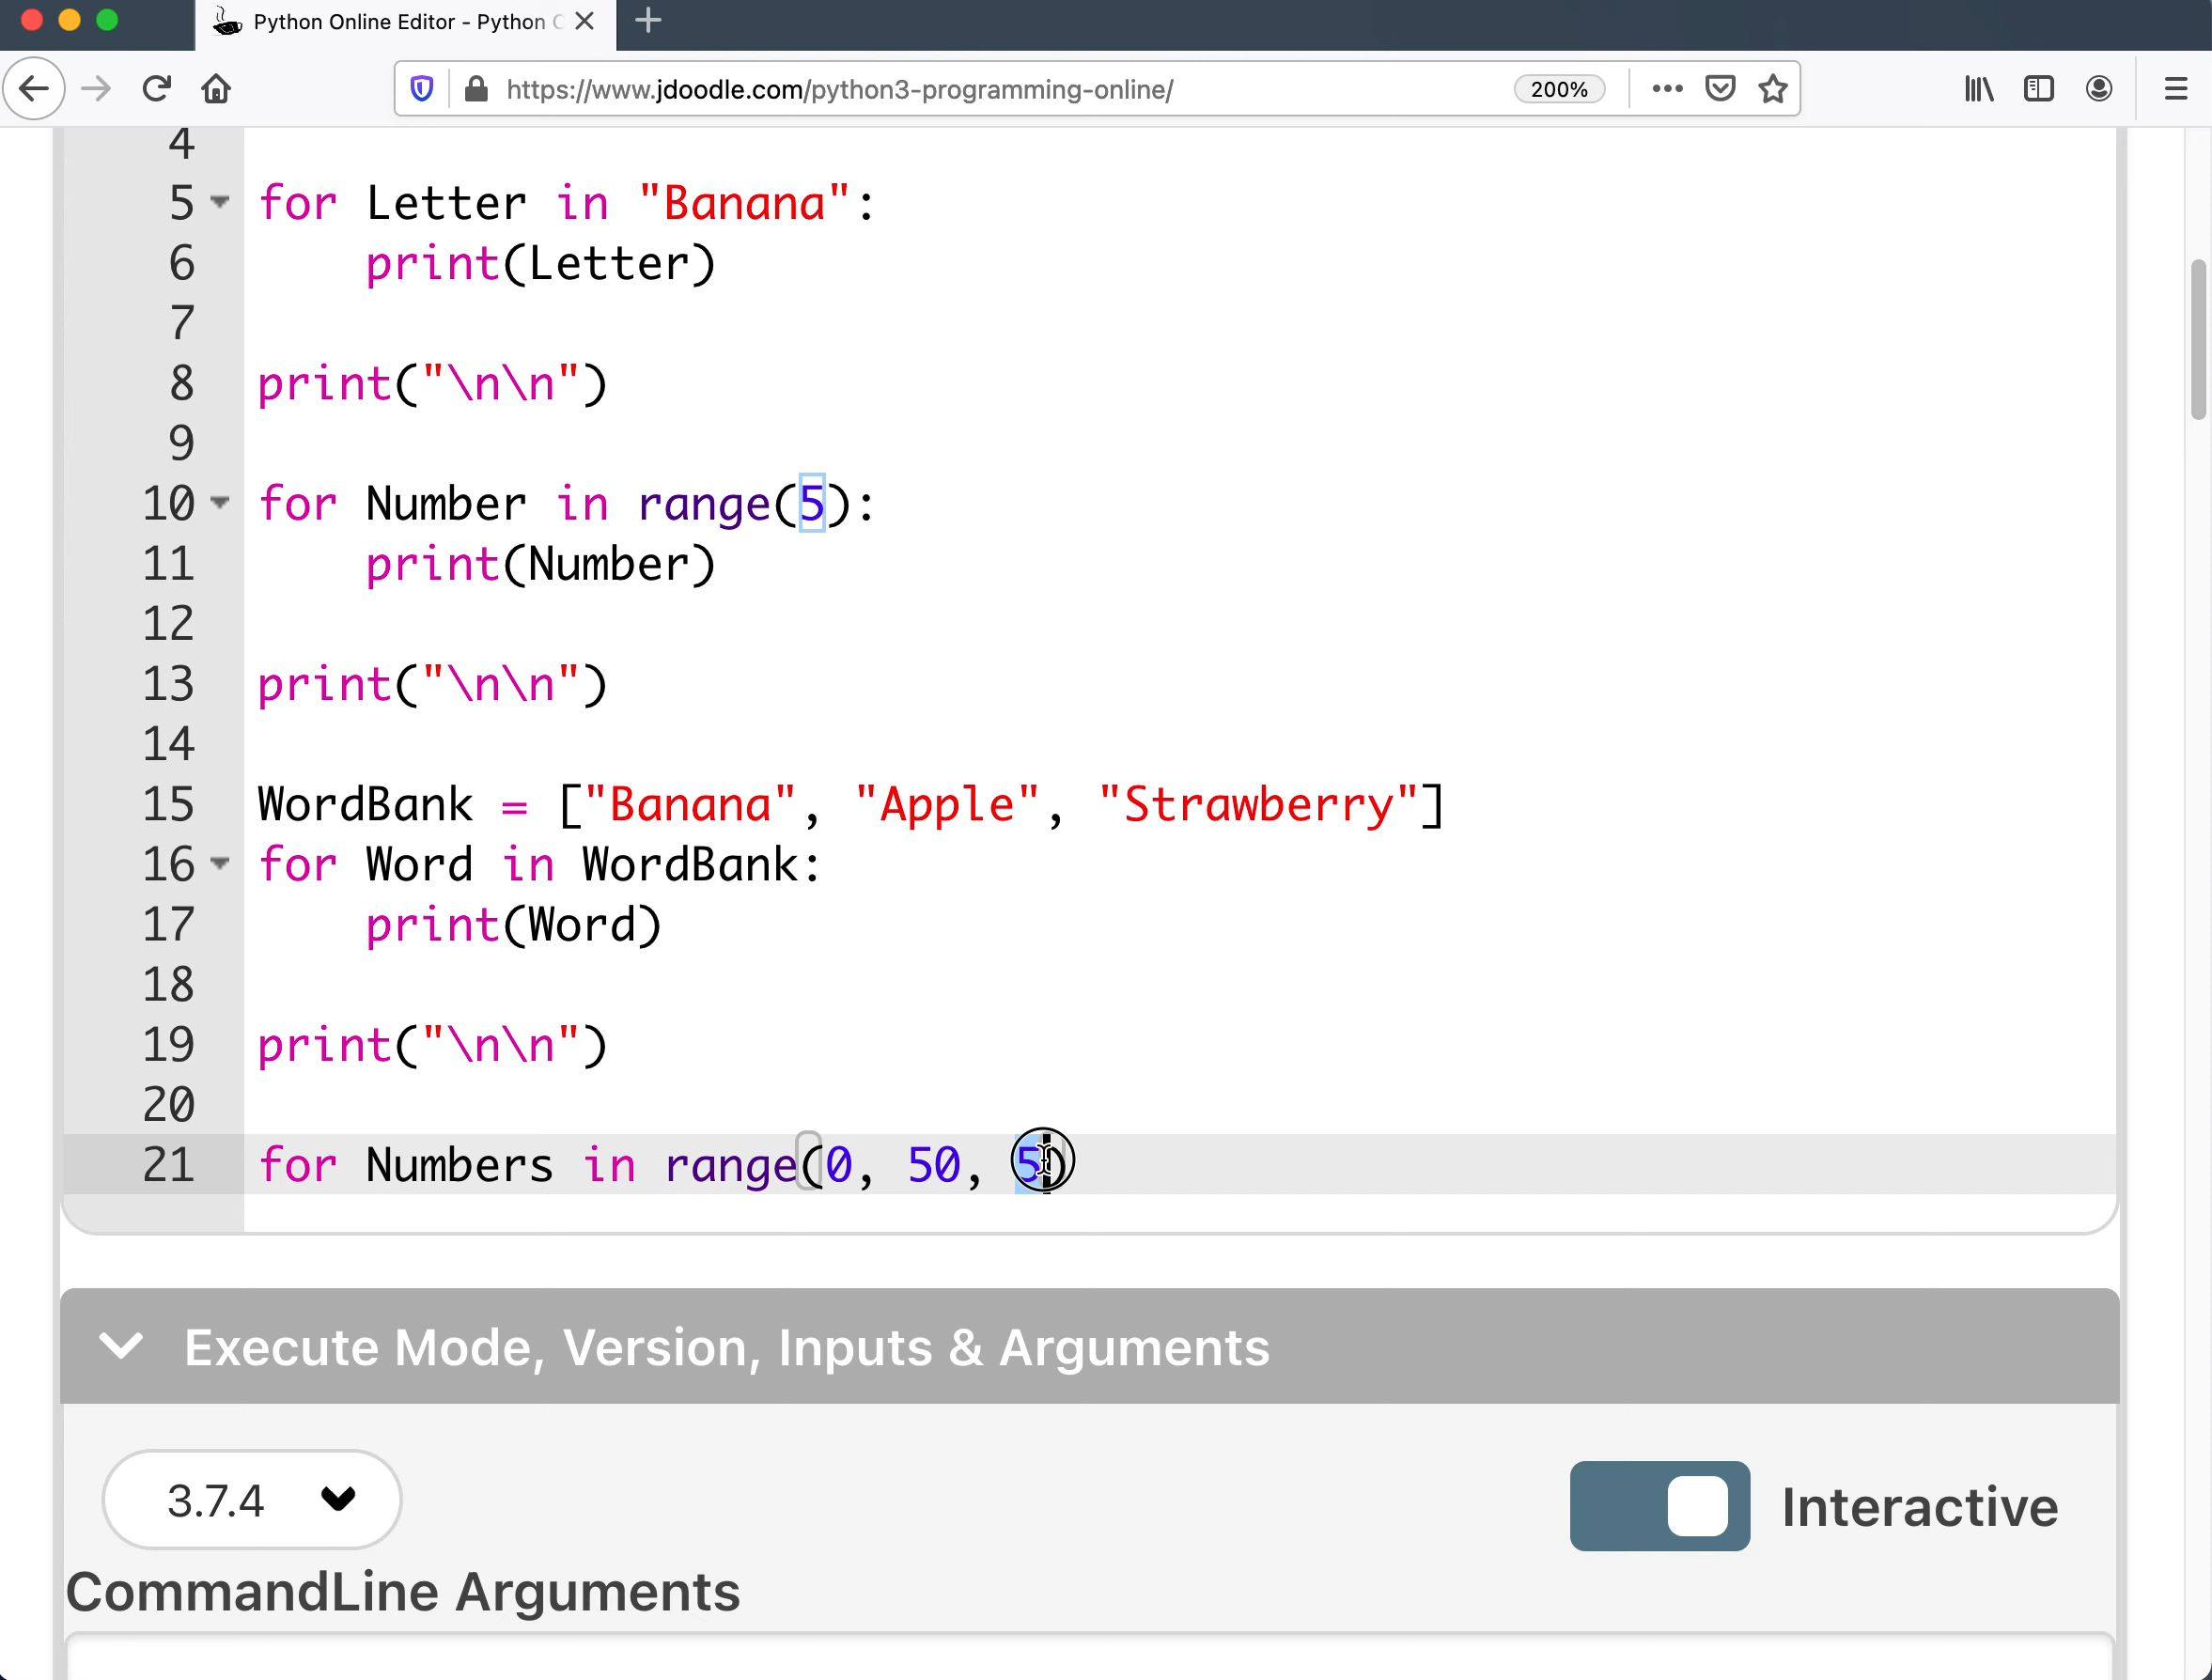 Python Online Editor - Python
https://www.jdoodle.com/python3-programming-online/
200%
4
5 for Letter in "Banana":
6     print(Letter)
7
8 print("\n\n")
9
10 for Number in range(5):
11     print(Number)
12
13 print("\n\n")
14
15 WordBank = ["Banana", "Apple", "Strawberry"]
16 for Word in WordBank:
17     print(Word)
18
19 print("\n\n")
20
21 for Numbers in range(0, 50, 5)
Execute Mode, Version, Inputs & Arguments
3.7.4
Interactive
CommandLine Arguments